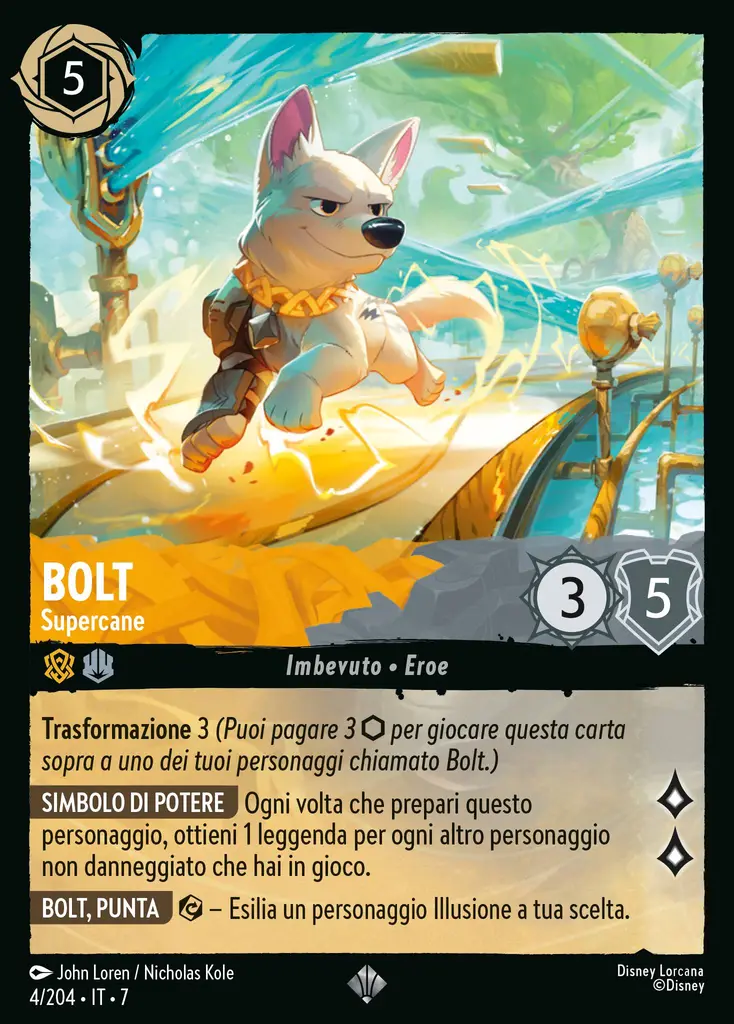 5
BOLT
Supercane
3
5
Imbevuto • Eroe
Trasformazione 3 (Puoi pagare 3 ⬡ per giocare questa carta
sopra a uno dei tuoi personaggi chiamato Bolt.)
SIMBOLO DI POTERE Ogni volta che prepari questo
personaggio, ottieni 1 leggenda per ogni altro personaggio
non danneggiato che hai in gioco.
BOLT, PUNTA – Esilia un personaggio Illusione a tua scelta.
John Loren / Nicholas Kole
4/204 • IT • 7
Disney Lorcana
©Disney